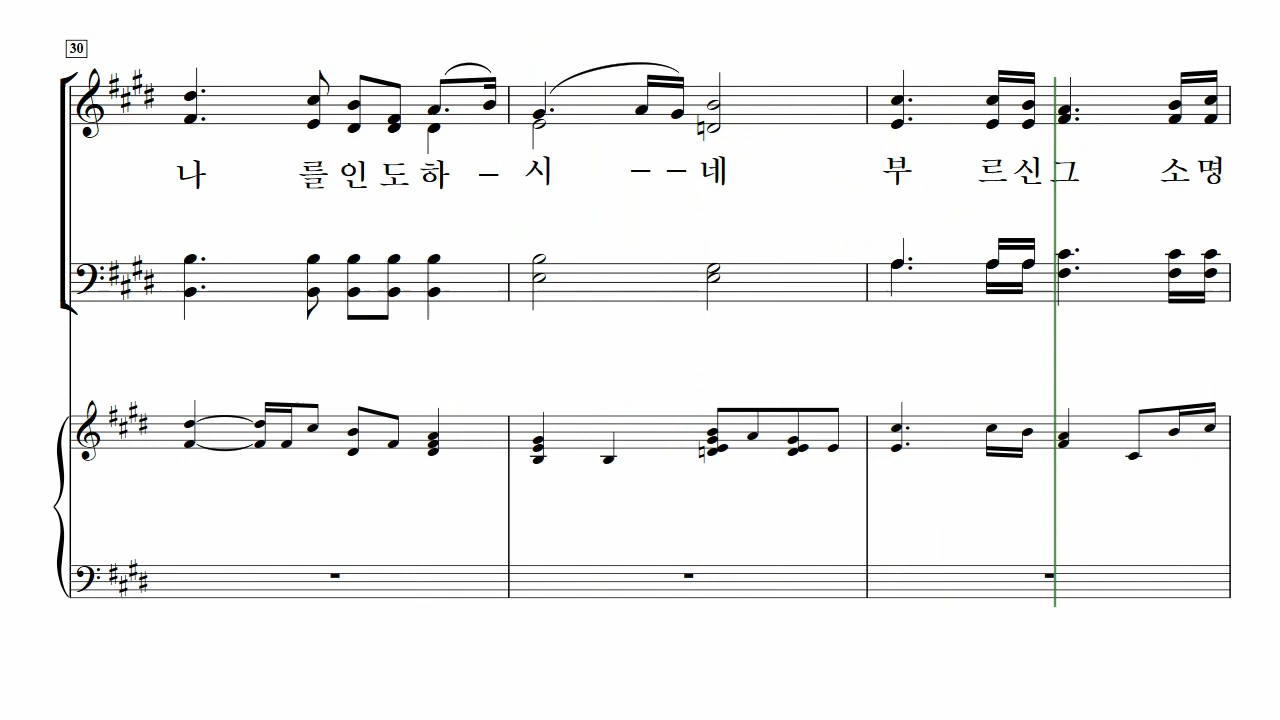 30
나 를 인 도 하 – 시 – – 네 부 르 신 그 소 명